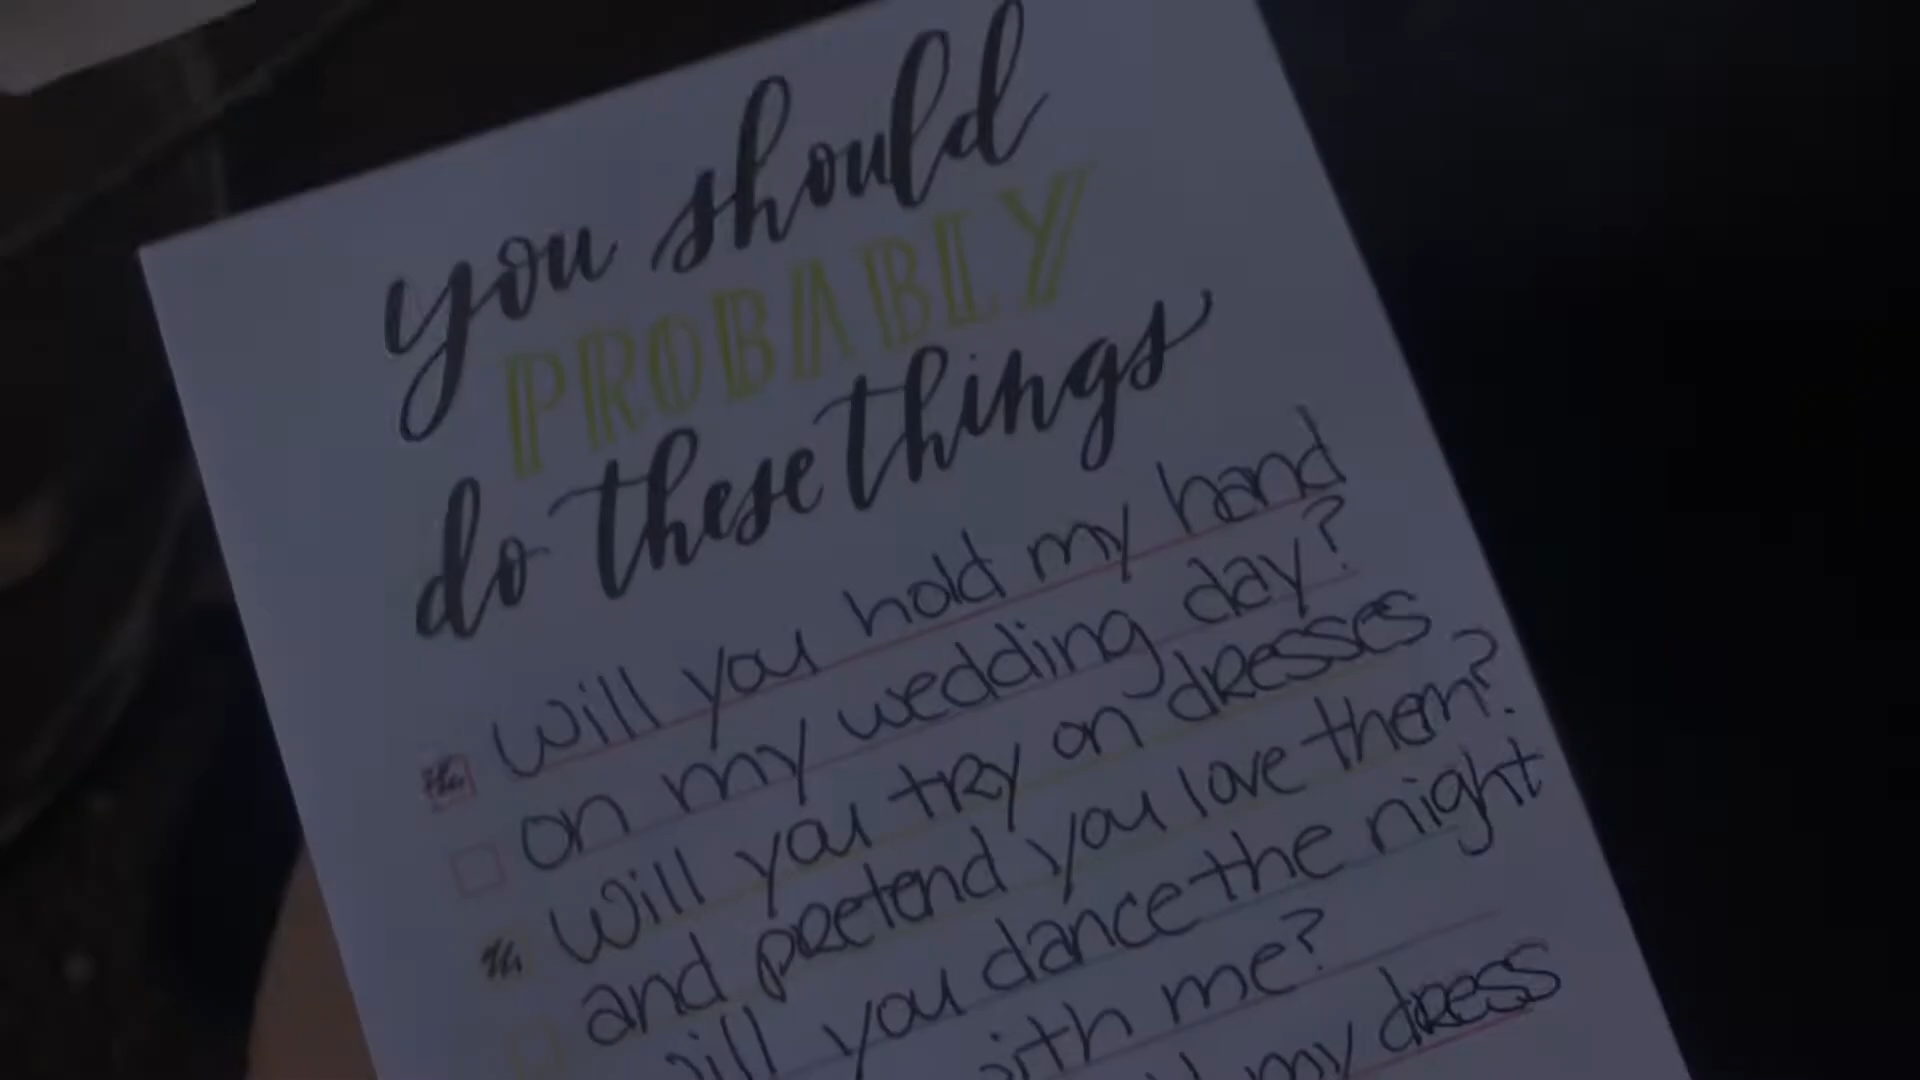 you should
PROBABLY
do these things
Will you hold my hand
on my wedding day?
Will you try on dresses
and pretend you love them?
you dance the night
with me?
my dress